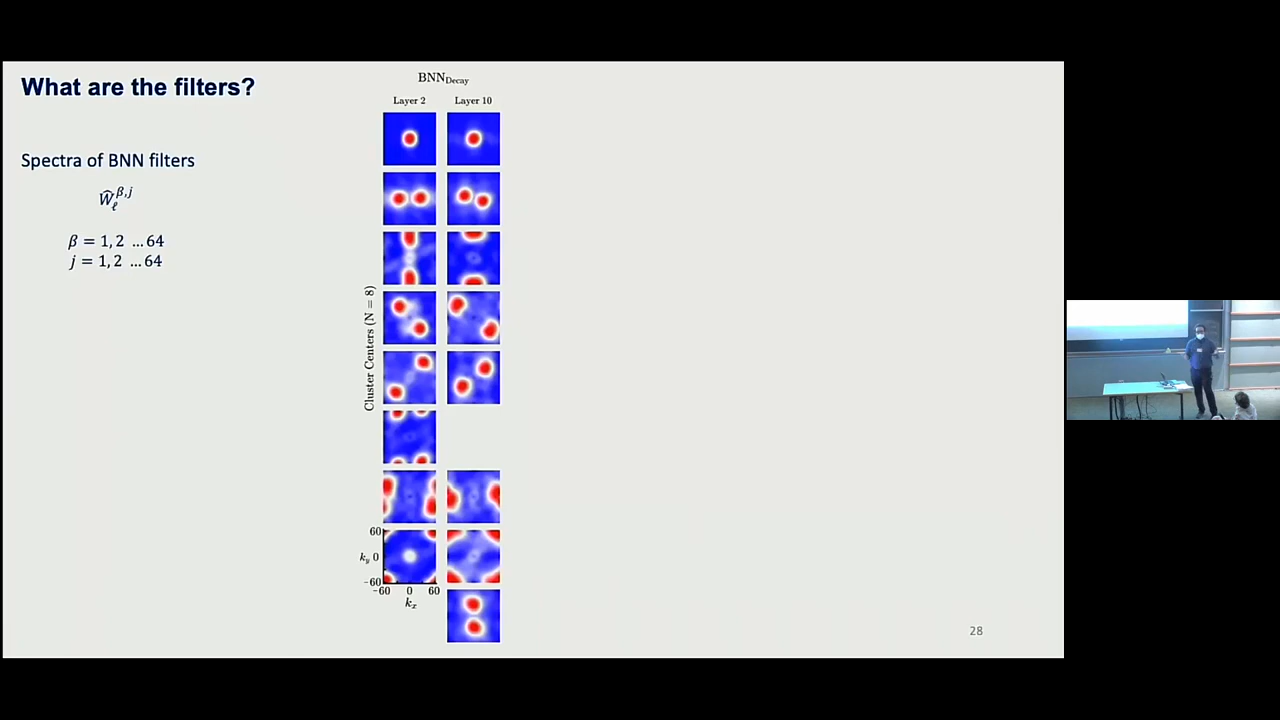 What are the filters?
BNN_Decay
Layer 2
Layer 10
Spectra of BNN filters
Ŵ_ℓ^{β,j}
β = 1, 2 …64
j = 1, 2 …64
Cluster Centers (N = 8)
60
k_y 0
−60
−60 0 60
k_x
28